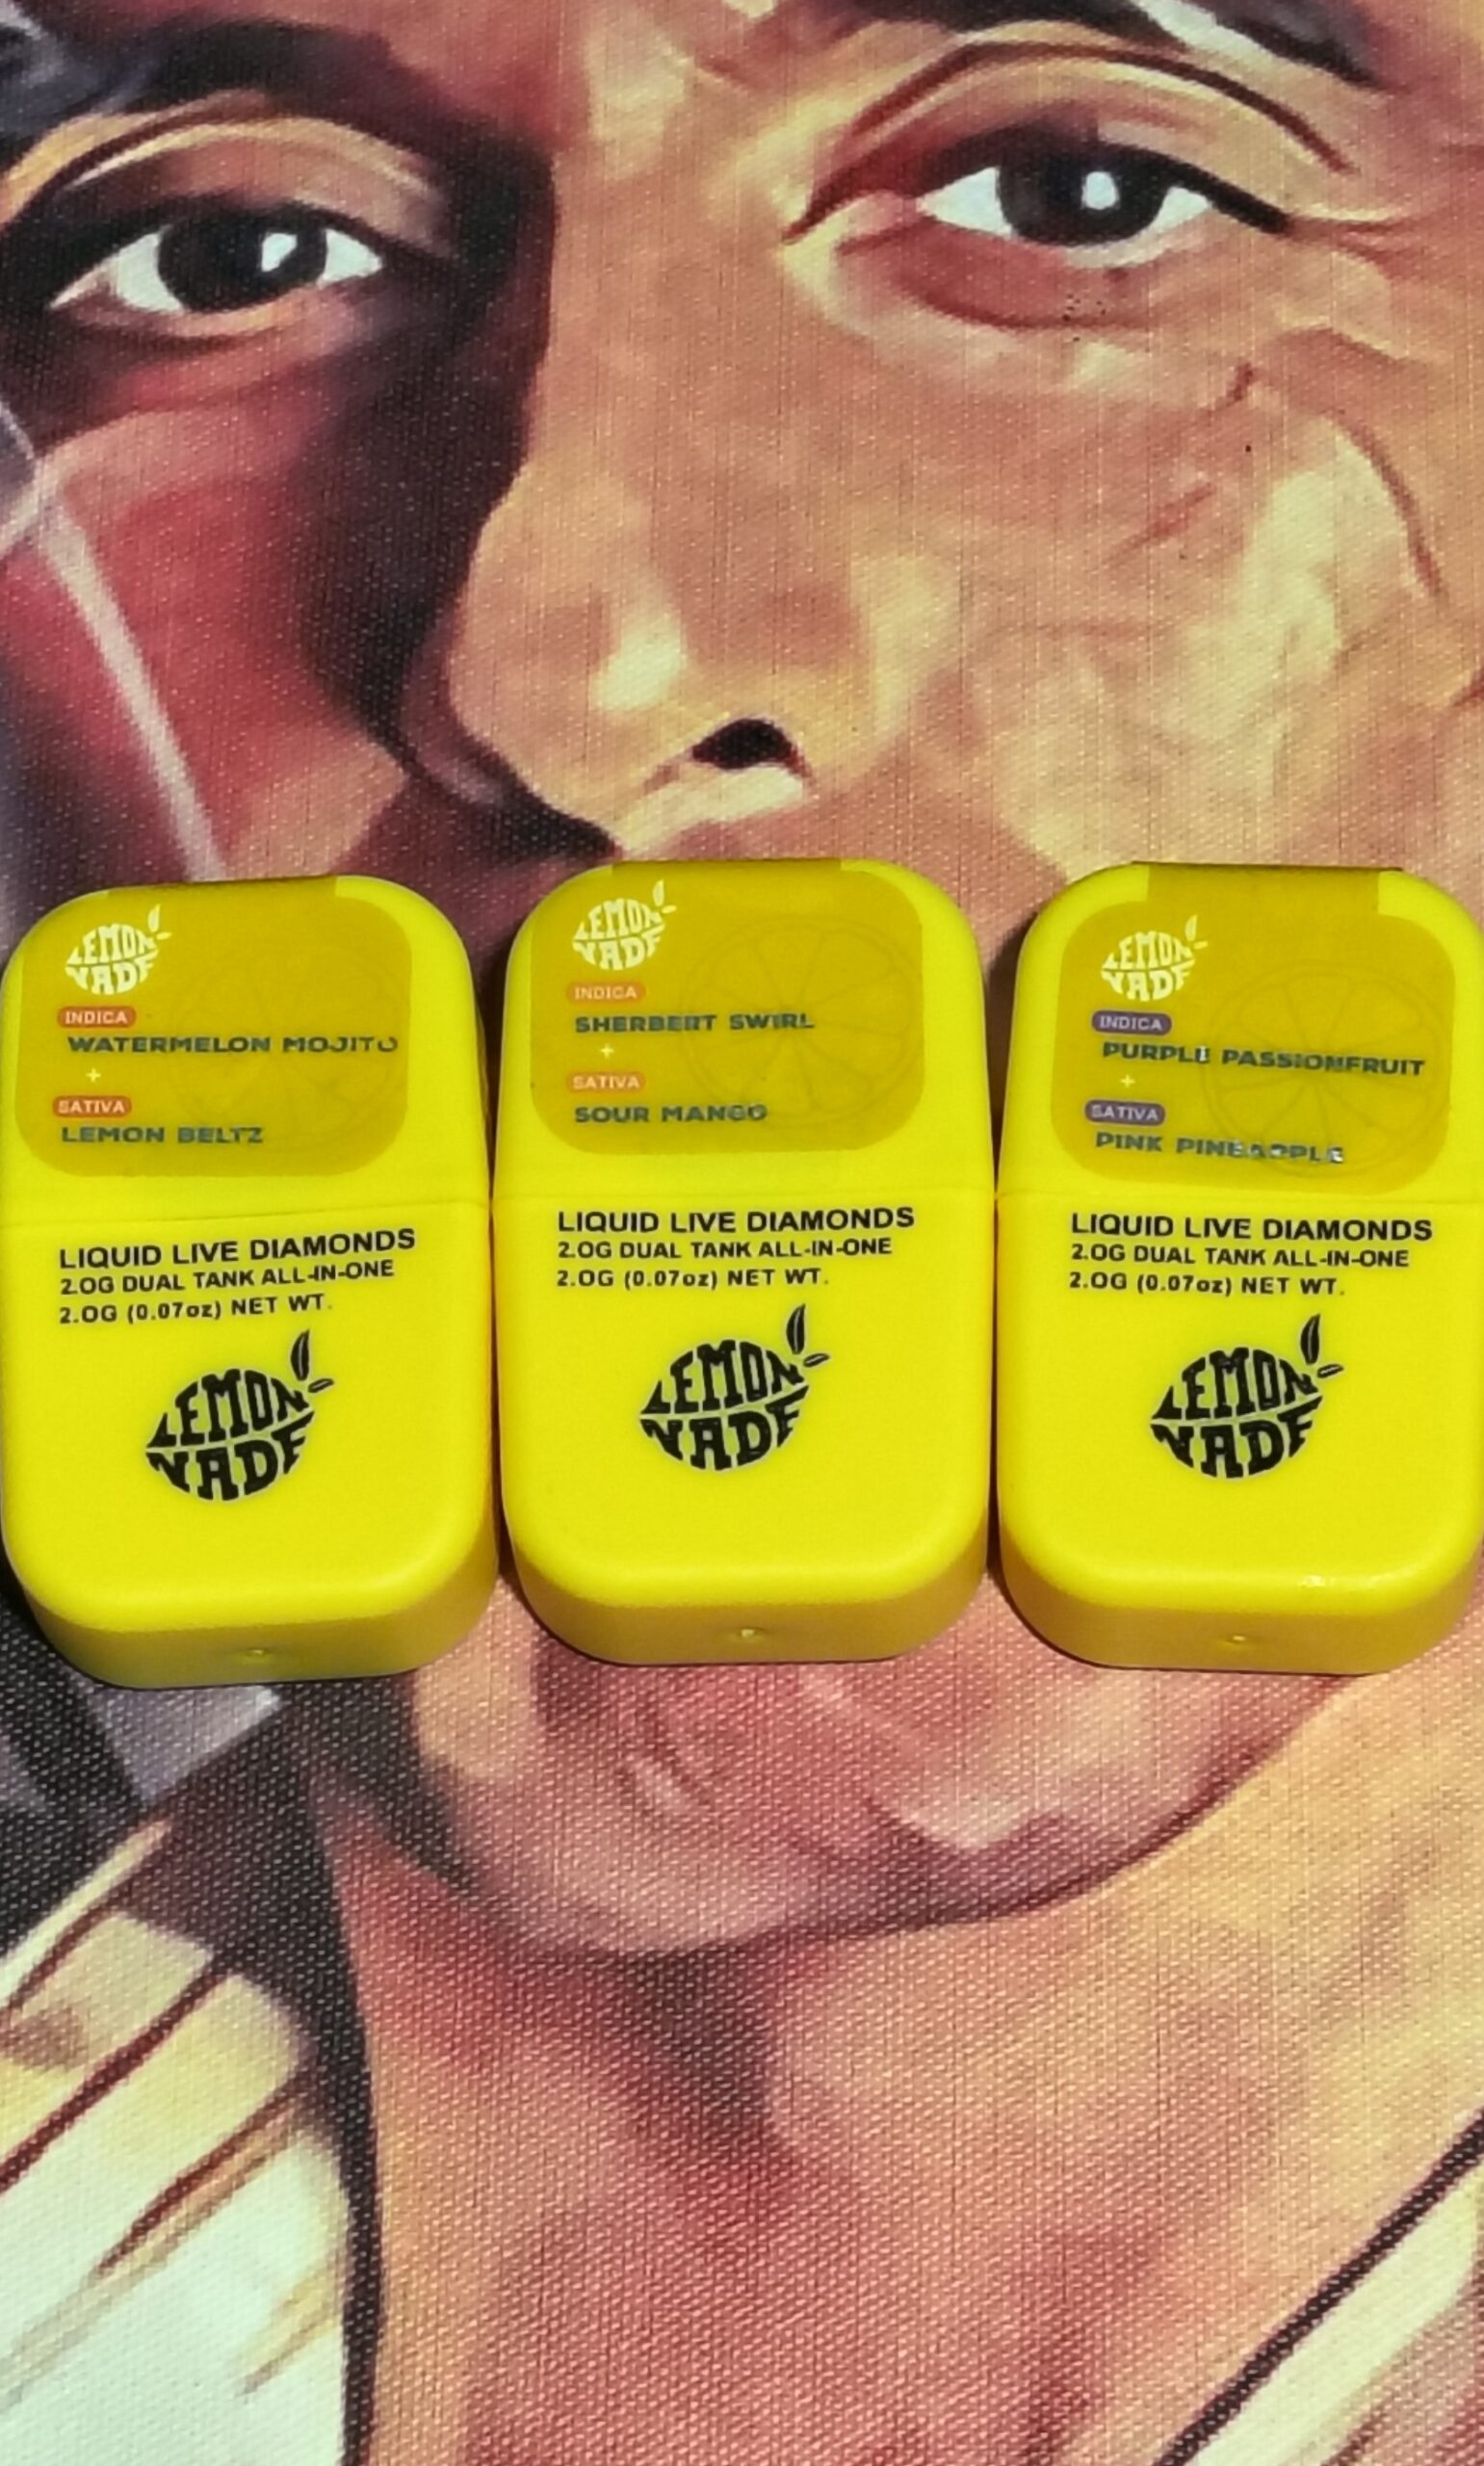 LEMON
NADE
INDICA
WATERMELON MOJITO
+
SATIVA
LEMON BELTZ
LIQUID LIVE DIAMONDS
2.0G DUAL TANK ALL-IN-ONE
2.0G (0.07oz) NET WT.
LEMON
NADE
LEMON
NADE
INDICA
SHERBERT SWIRL
+
SATIVA
SOUR MANGO
LIQUID LIVE DIAMONDS
2.0G DUAL TANK ALL-IN-ONE
2.0G (0.07oz) NET WT.
LEMON
NADE
LEMON
NADE
INDICA
PURPLE PASSIONFRUIT
+
SATIVA
PINK PINEAPPLE
LIQUID LIVE DIAMONDS
2.0G DUAL TANK ALL-IN-ONE
2.0G (0.07oz) NET WT.
LEMON
NADE